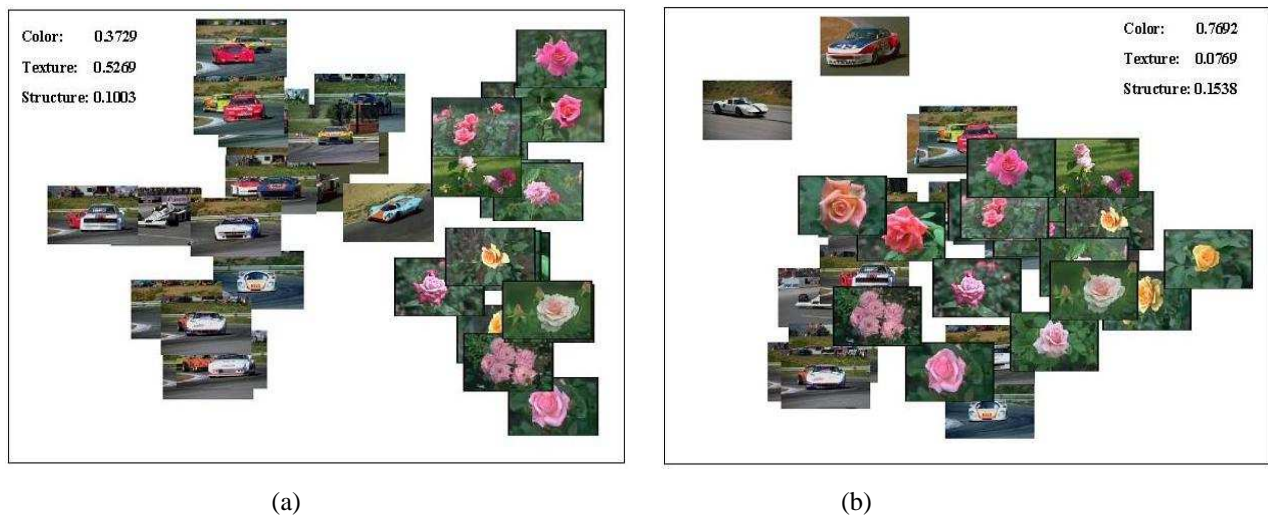 Color: 0.3729
Texture: 0.5269
Structure: 0.1003
Color: 0.7692
Texture: 0.0769
Structure: 0.1538
(a)
(b)